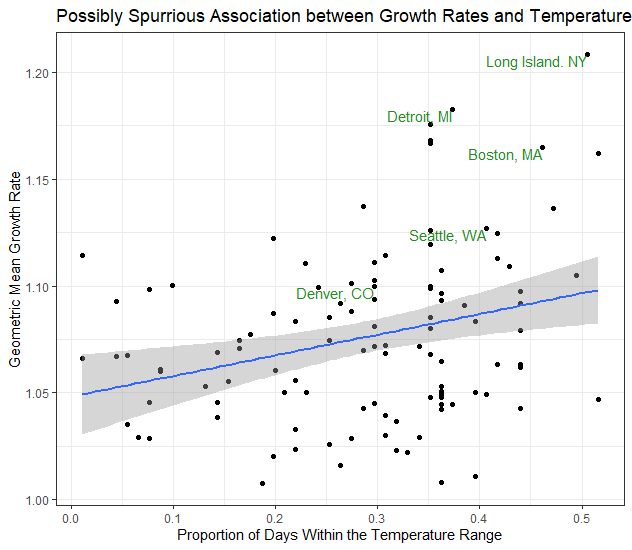 Possibly Spurrious Association between Growth Rates and Temperature
Long Island. NY
Detroit, MI
Boston, MA
Seattle, WA
Denver, CO
1.20
1.15
1.10
1.05
1.00
Geometric Mean Growth Rate
0.0 0.1 0.2 0.3 0.4 0.5
Proportion of Days Within the Temperature Range